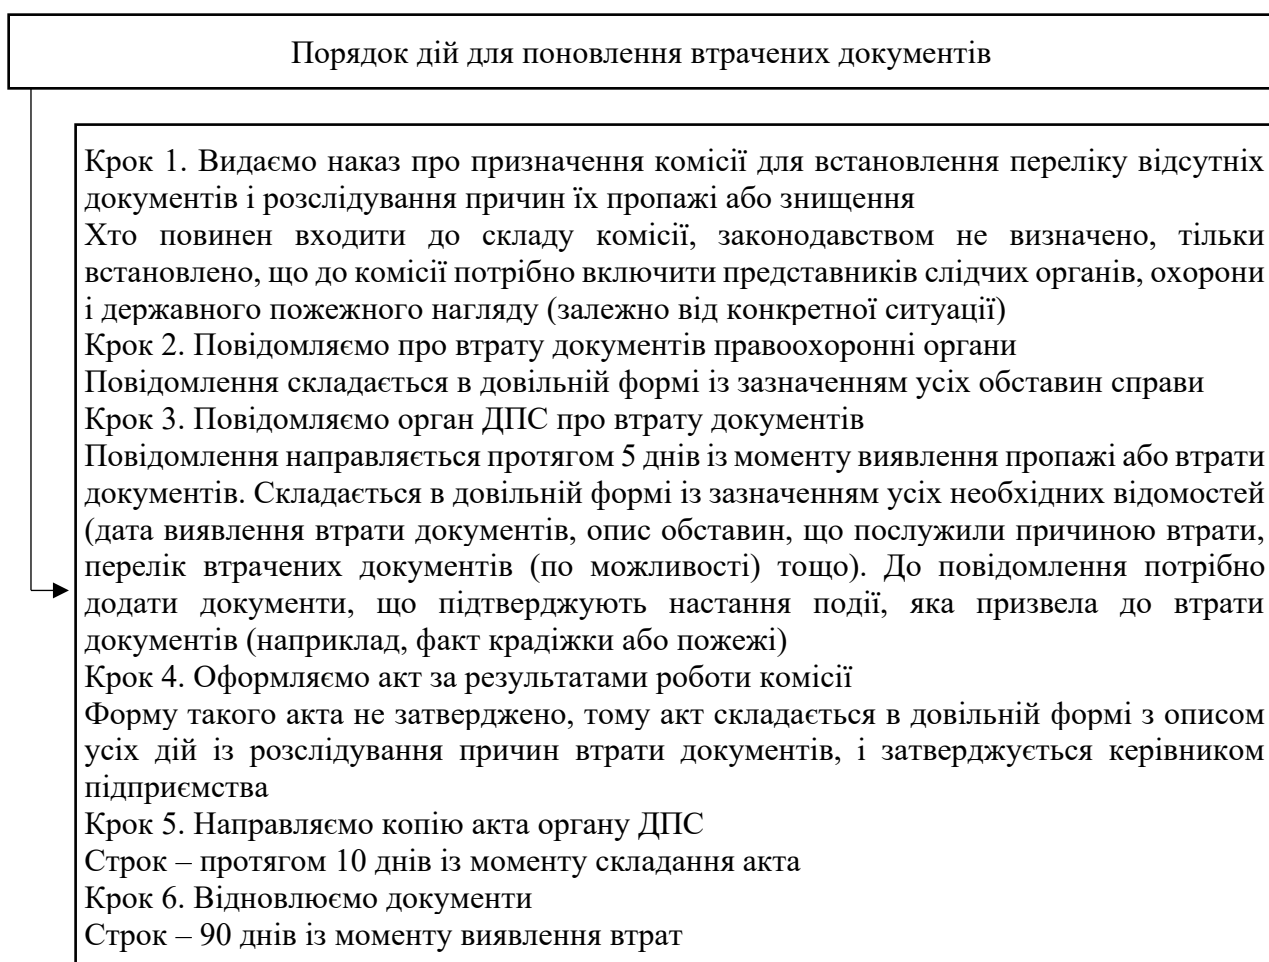 Порядок дій для поновлення втрачених документів
Крок 1. Видаємо наказ про призначення комісії для встановлення переліку відсутніх
документів і розслідування причин їх пропажі або знищення
Хто повинен входити до складу комісії, законодавством не визначено, тільки
встановлено, що до комісії потрібно включити представників слідчих органів, охорони
і державного пожежного нагляду (залежно від конкретної ситуації)
Крок 2. Повідомляємо про втрату документів правоохоронні органи
Повідомлення складається в довільній формі із зазначенням усіх обставин справи
Крок 3. Повідомляємо орган ДПС про втрату документів
Повідомлення направляється протягом 5 днів із моменту виявлення пропажі або втрати
документів. Складається в довільній формі із зазначенням усіх необхідних відомостей
(дата виявлення втрати документів, опис обставин, що послужили причиною втрати,
перелік втрачених документів (по можливості) тощо). До повідомлення потрібно
додати документи, що підтверджують настання події, яка призвела до втрати
документів (наприклад, факт крадіжки або пожежі)
Крок 4. Оформляємо акт за результатами роботи комісії
Форму такого акта не затверджено, тому акт складається в довільній формі з описом
усіх дій із розслідування причин втрати документів, і затверджується керівником
підприємства
Крок 5. Направляємо копію акта органу ДПС
Строк – протягом 10 днів із моменту складання акта
Крок 6. Відновлюємо документи
Строк – 90 днів із моменту виявлення втрат